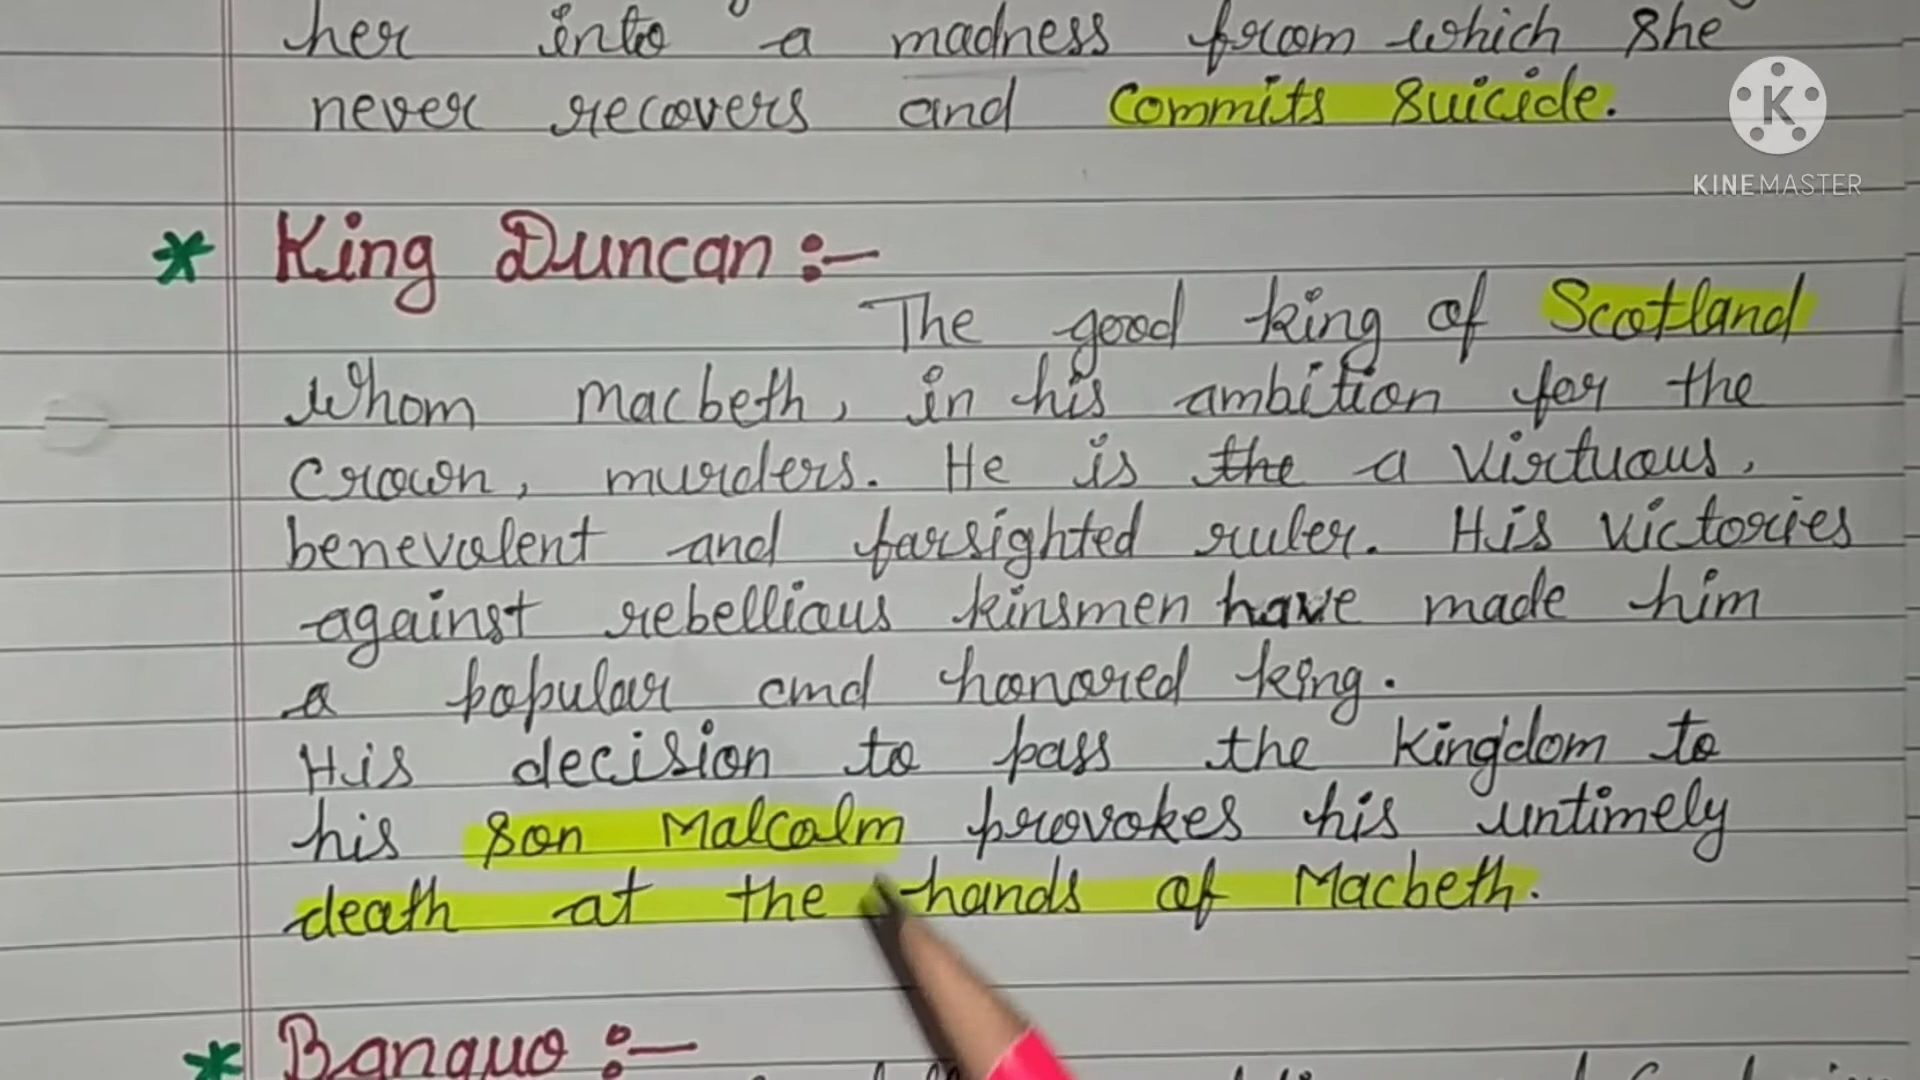 her into a madness from which she
never recovers and commits suicide.
K
KINEMASTER
* King Duncan :-
The good king of Scotland
whom macbeth, in his ambition for the
crown, murders. He is the a virtuous,
benevolent and farsighted ruler. His victories
against rebellious kinsmen have made him
a popular and honored king.
His decision to pass the kingdom to
his son Malcolm provokes his untimely
death at the hands of Macbeth.
* Banquo :-